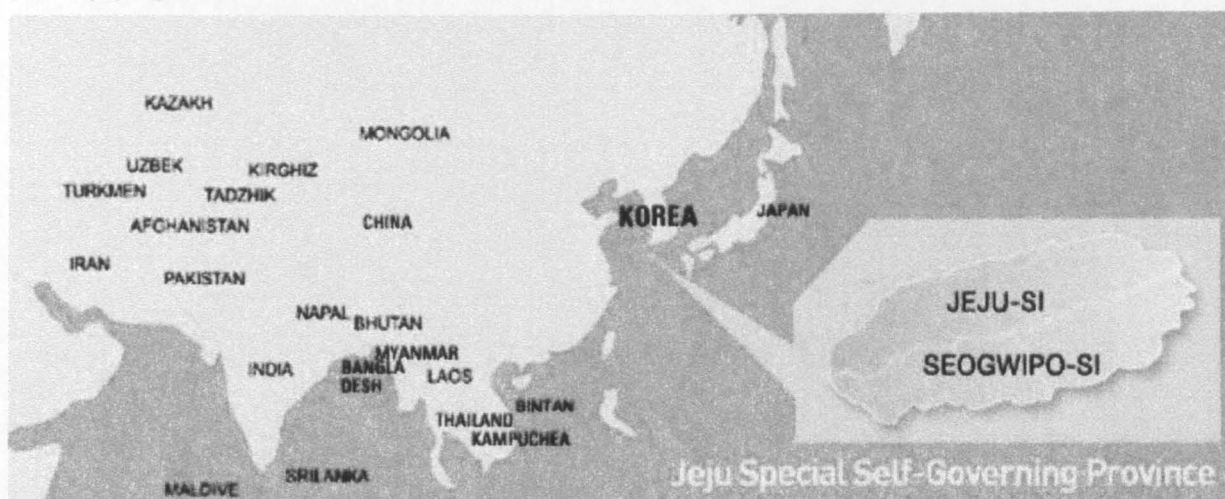 KAZAKH
MONGOLIA
UZBEK
KIRGHIZ
TURKMEN
TADZHIK
AFGHANISTAN
CHINA
KOREA
JAPAN
IRAN
PAKISTAN
NAPAL
BHUTAN
MYANMAR
INDIA
BANGLA
DESH
LAOS
BINTAN
THAILAND
KAMPUCHEA
SRILANKA
MALDIVE
JEJU-SI
SEOGWIPO-SI
Jeju Special Self-Governing Province